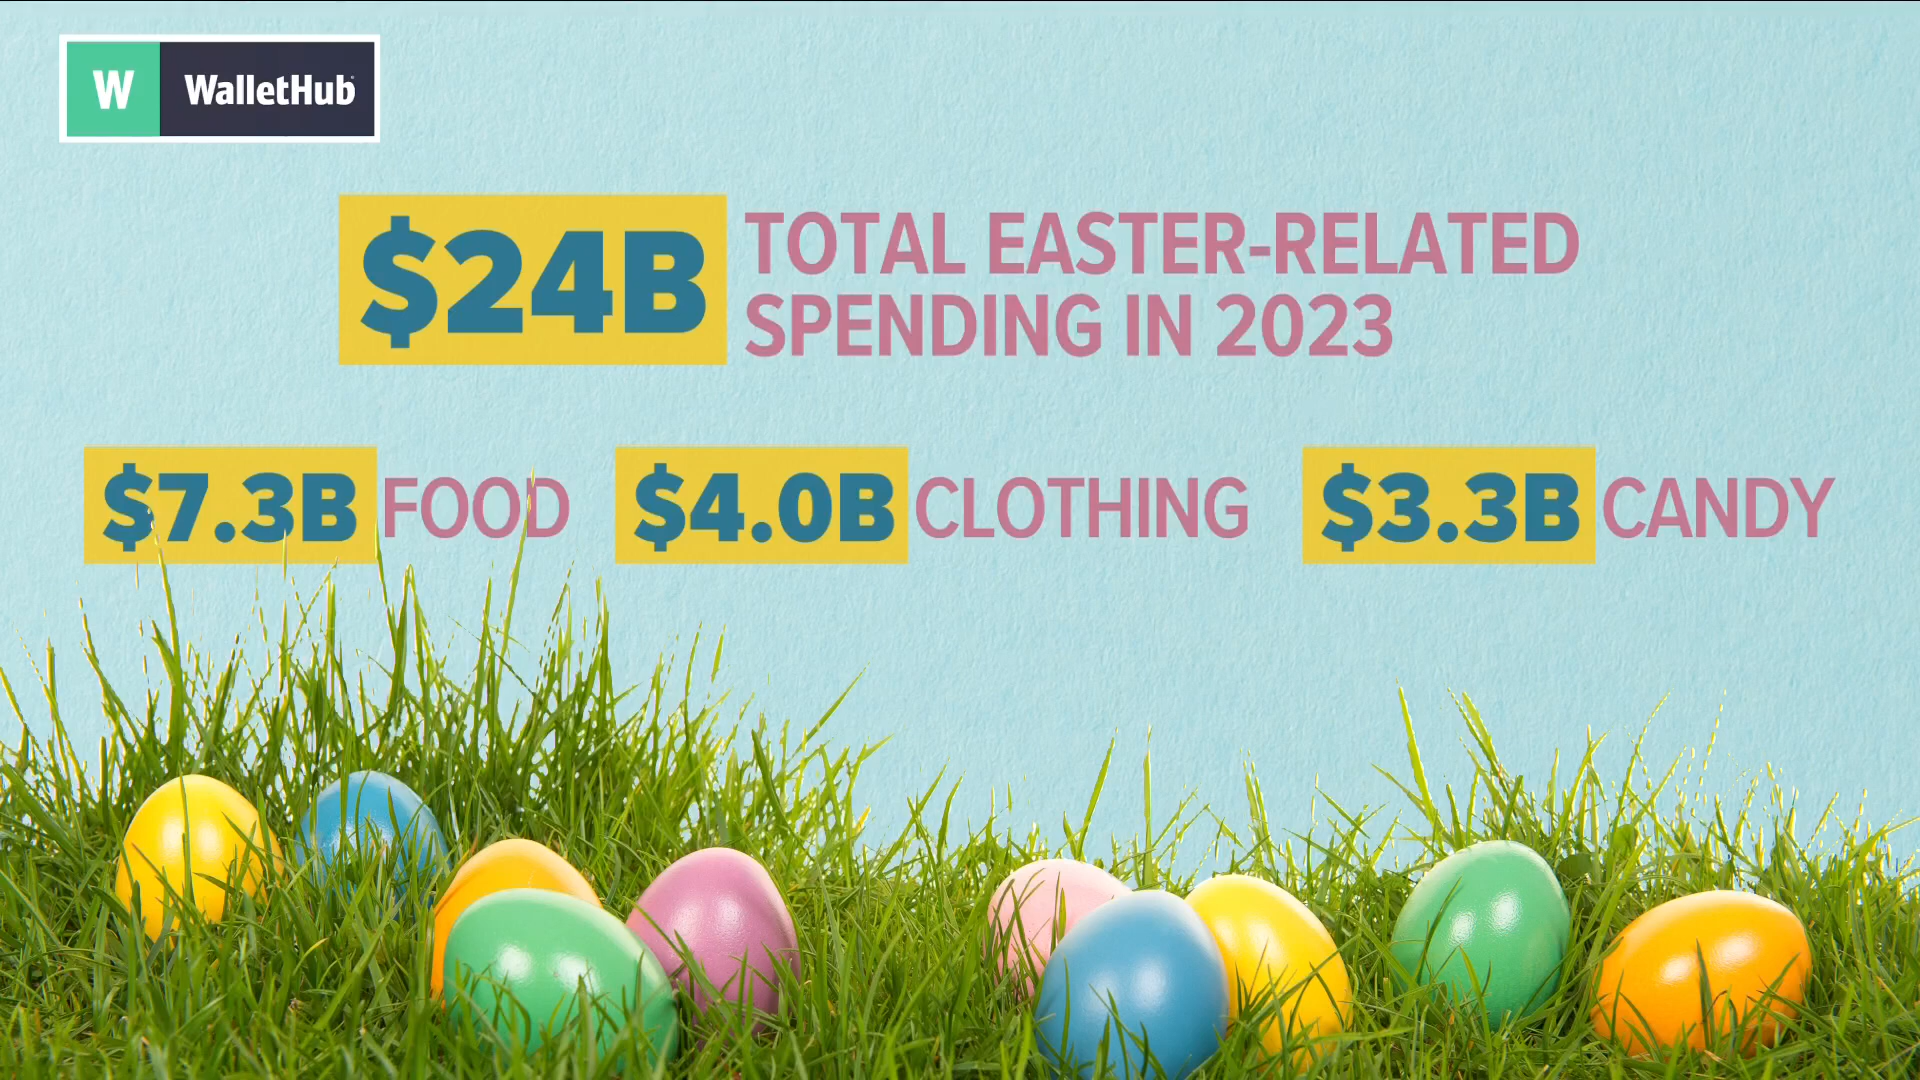 W WalletHub
$24B TOTAL EASTER-RELATED
SPENDING IN 2023
$7.3B FOOD $4.0B CLOTHING $3.3B CANDY